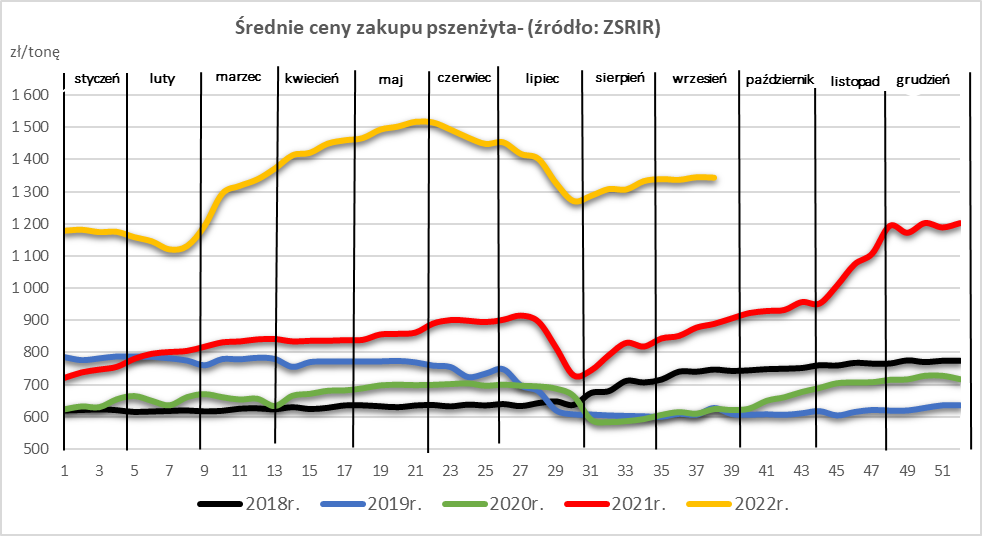 Średnie ceny zakupu pszenżyta- (źródło: ZSRIR)
zł/tonę
styczeń luty marzec kwiecień maj czerwiec lipiec sierpień wrzesień październik listopad grudzień
1 600
1 500
1 400
1 300
1 200
1 100
1 000
900
800
700
600
500
1 3 5 7 9 11 13 15 17 19 21 23 25 27 29 31 33 35 37 39 41 43 45 47 49 51
2018r. 2019r. 2020r. 2021r. 2022r.